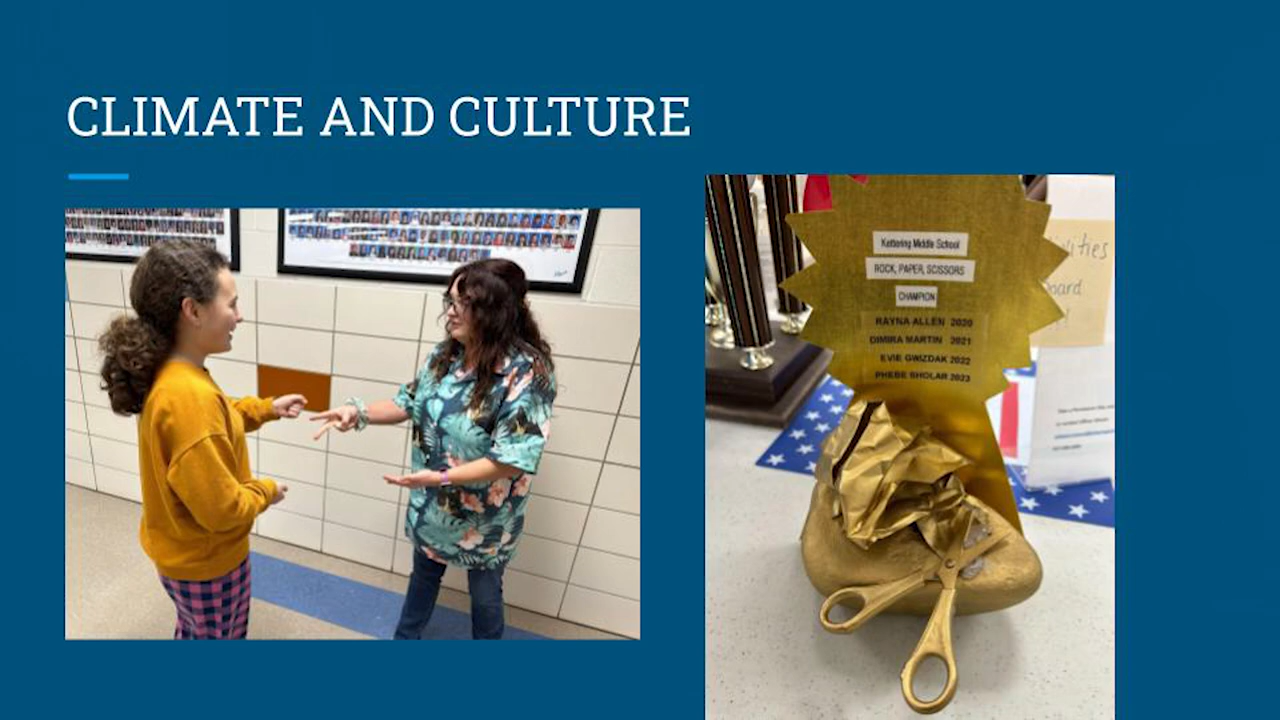 CLIMATE AND CULTURE
Kettering Middle School
ROCK, PAPER, SCISSORS
CHAMPION
RAYNA ALLEN 2020
DIMIRA MARTIN 2021
EVIE GWIZDAK 2022
PHEBE SHOLAR 2023